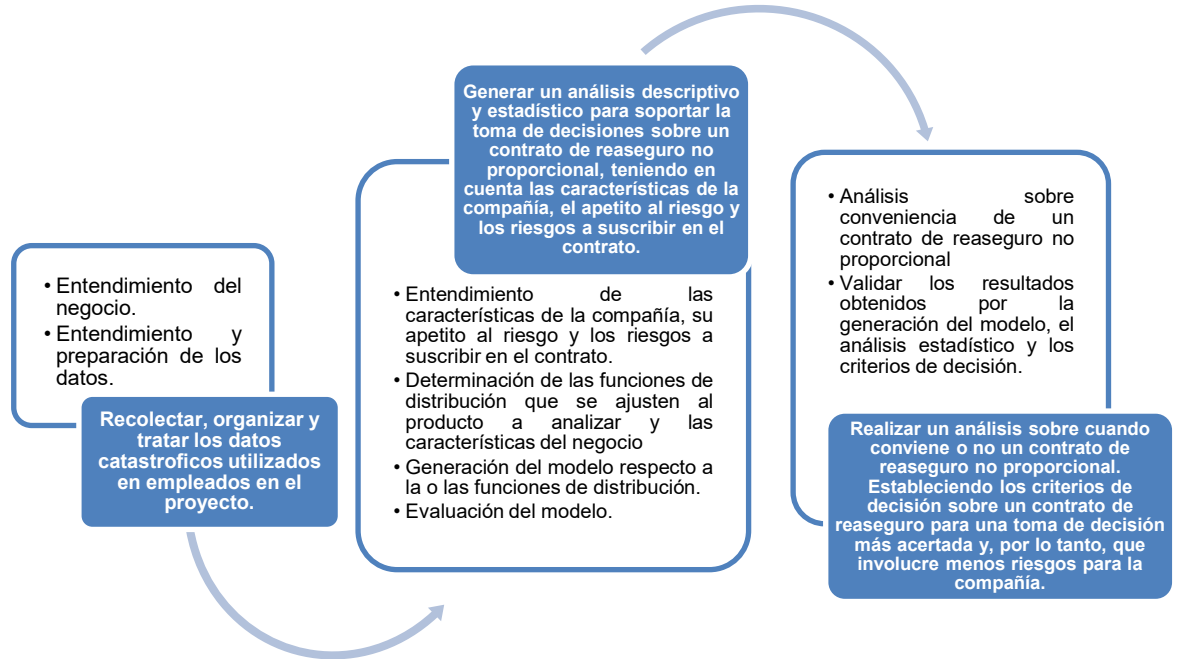 • Entendimiento del
negocio.
• Entendimiento y
preparación de los
datos.
Recolectar, organizar y
tratar los datos
catastroficos utilizados
en empleados en el
proyecto.
Generar un análisis descriptivo
y estadístico para soportar la
toma de decisiones sobre un
contrato de reaseguro no
proporcional, teniendo en
cuenta las características de la
compañía, el apetito al riesgo y
los riesgos a suscribir en el
contrato.
• Entendimiento de las
características de la compañía, su
apetito al riesgo y los riesgos a
suscribir en el contrato.
• Determinación de las funciones de
distribución que se ajusten al
producto a analizar y las
características del negocio
• Generación del modelo respecto a
la o las funciones de distribución.
• Evaluación del modelo.
• Análisis sobre
conveniencia de un
contrato de reaseguro no
proporcional
• Validar los resultados
obtenidos por la
generación del modelo, el
análisis estadístico y los
criterios de decisión.
Realizar un análisis sobre cuando
conviene o no un contrato de
reaseguro no proporcional.
Estableciendo los criterios de
decisión sobre un contrato de
reaseguro para una toma de decisión
más acertada y, por lo tanto, que
involucre menos riesgos para la
compañía.